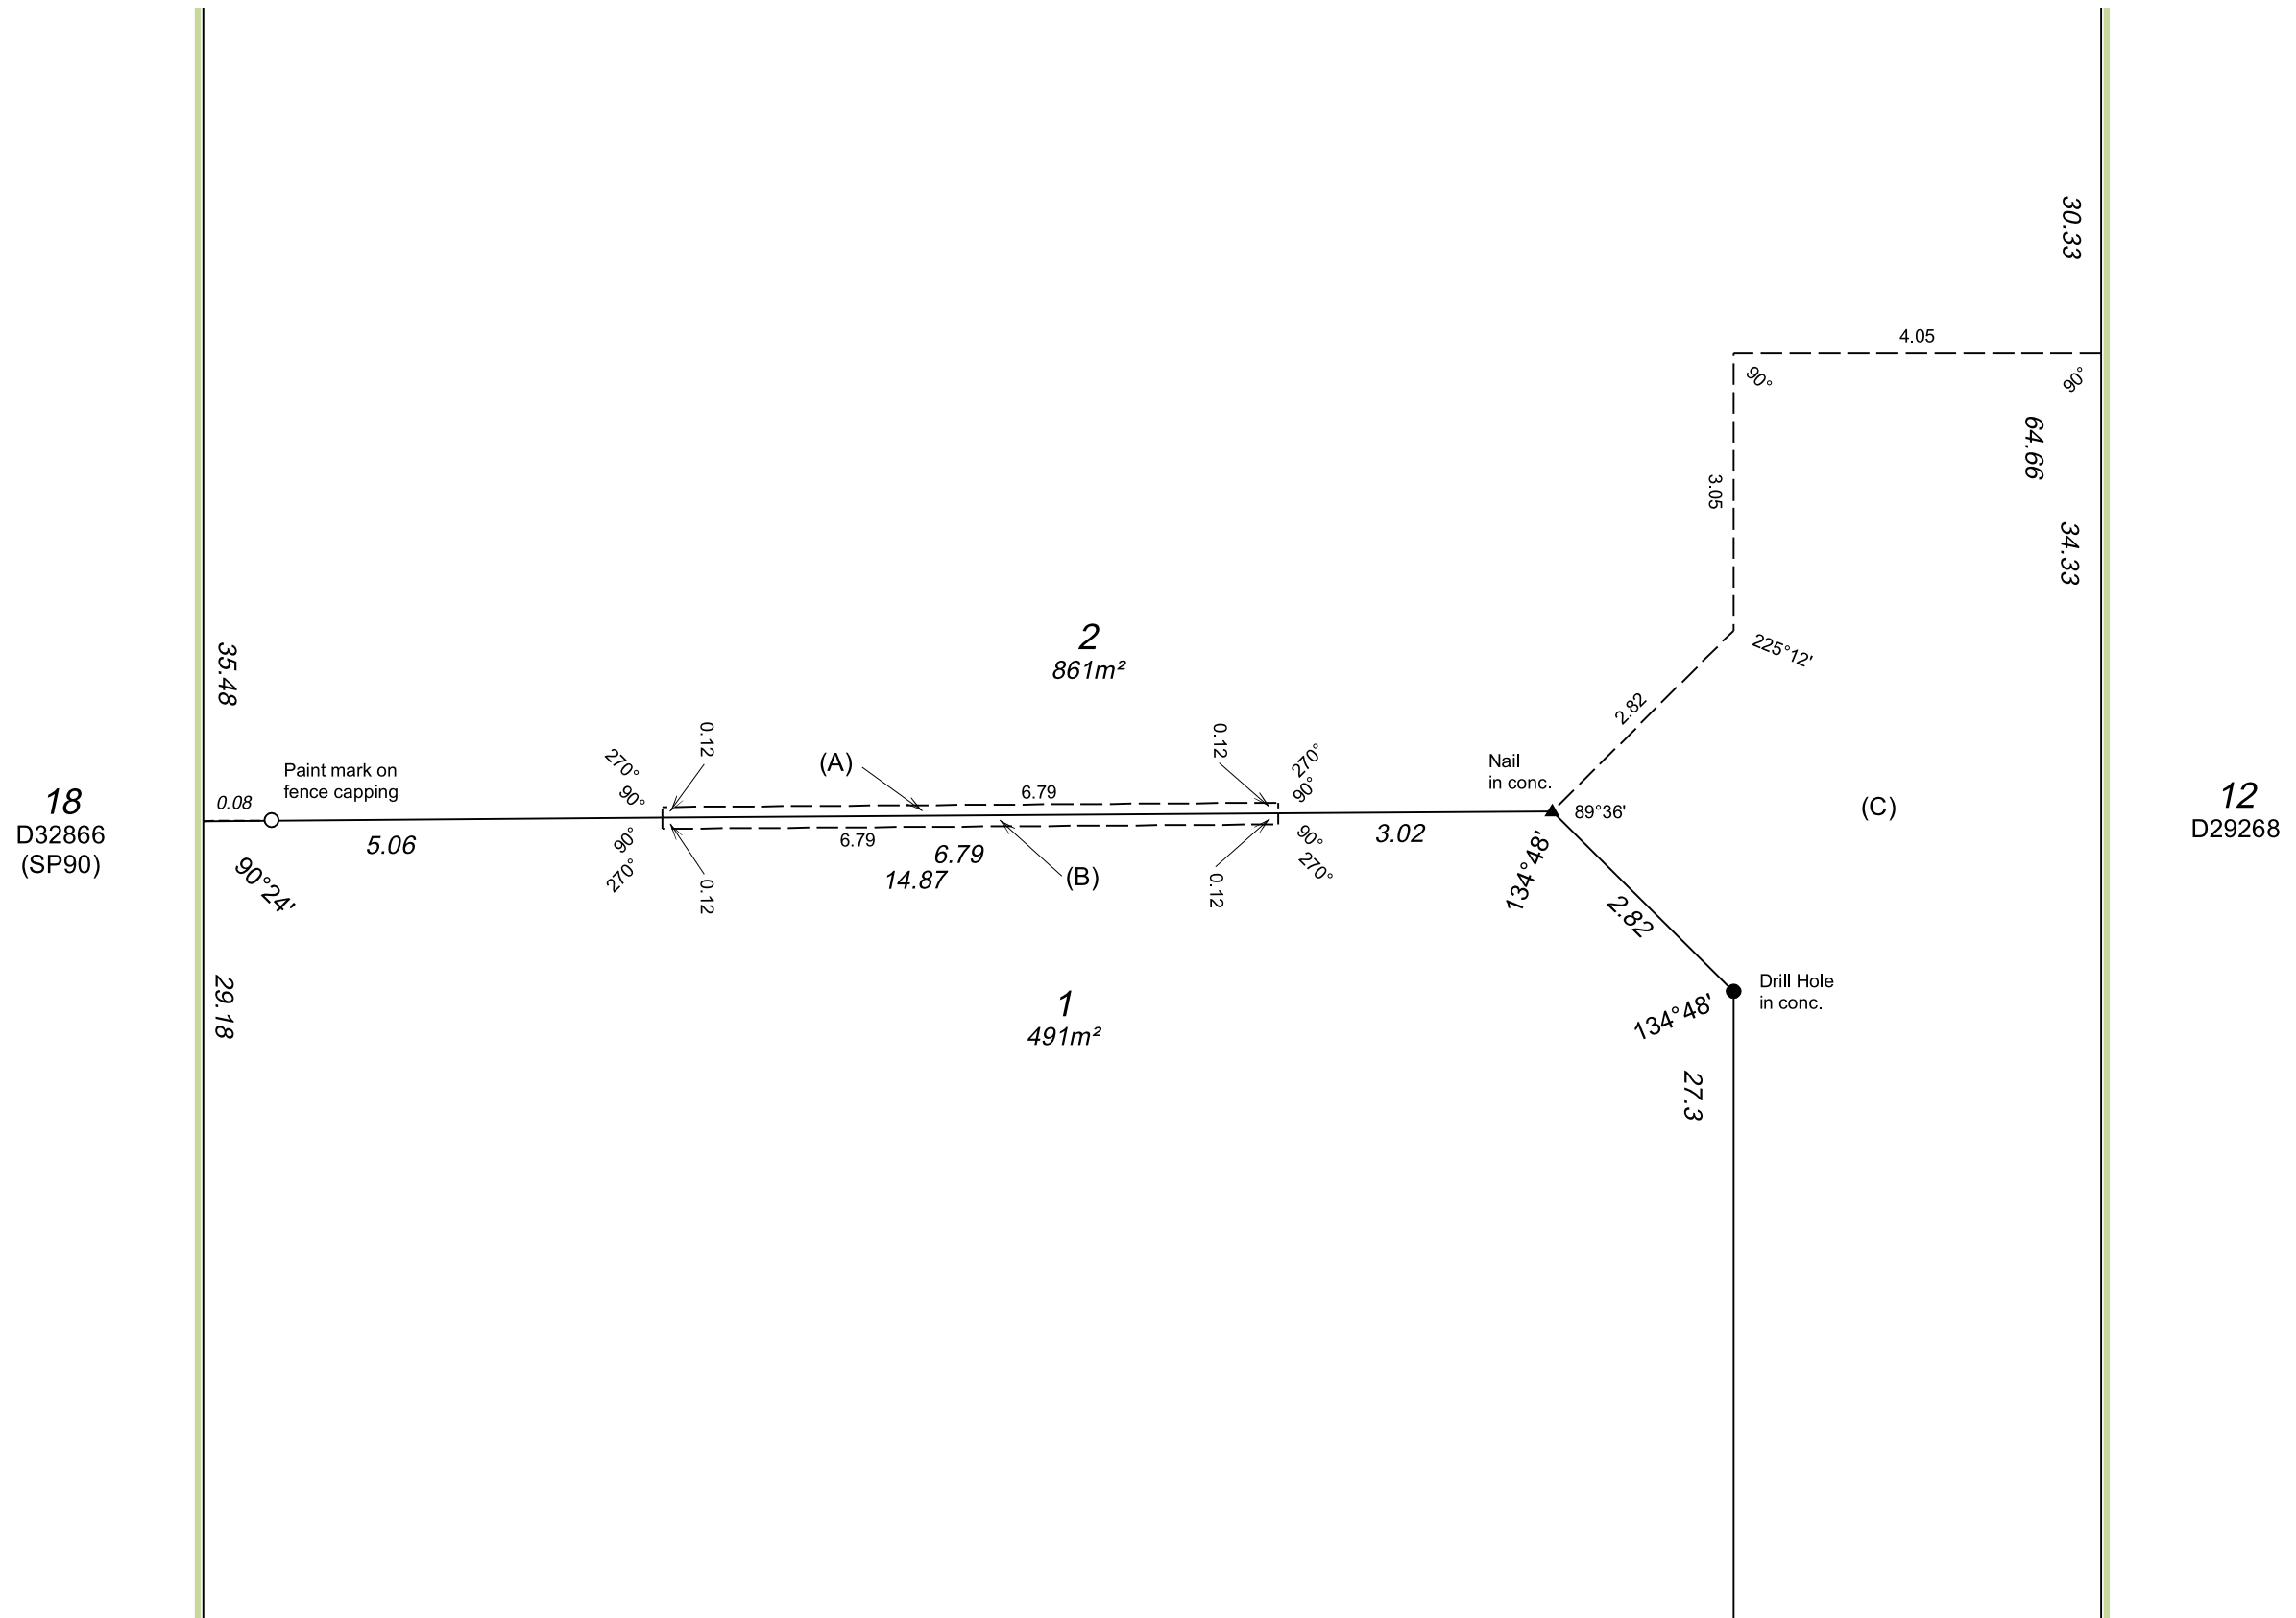 30.33
4.05
90°
90°
64.66
3.05
34.33
2
861m²
225°12'
35.48
2.82
0.12
0.12
270°
270°
(A)
Nail
in conc.
Paint mark on
fence capping
90°
90°
6.79
18
D32866
(SP90)
0.08
89°36'
(C)
12
D29268
5.06
90°
6.79
6.79
90°
3.02
134°48'
14.87
270°
270°
(B)
90°24'
0.12
0.12
2.82
29.18
1
491m²
Drill Hole
in conc.
134°48'
27.3